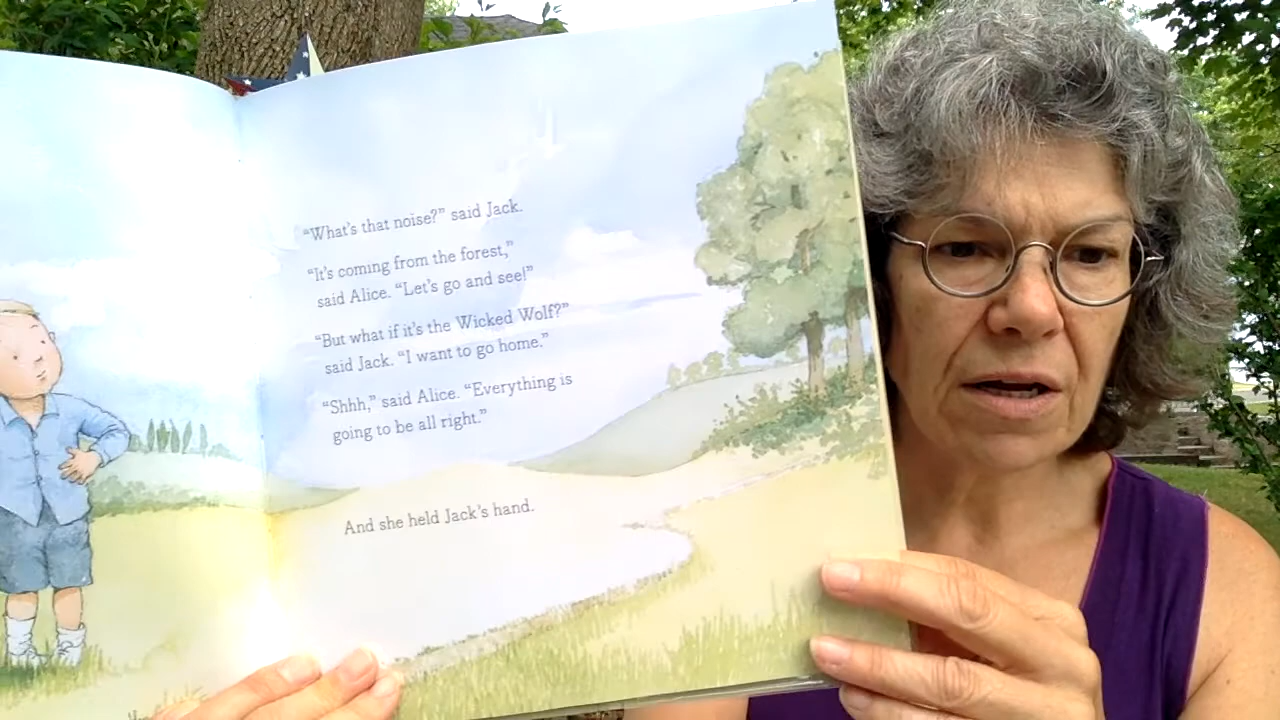 “What’s that noise?” said Jack.
“It’s coming from the forest,”
said Alice. “Let’s go and see!”
“But what if it’s the Wicked Wolf?”
said Jack. “I want to go home.”
“Shhh,” said Alice. “Everything is
going to be all right.”
And she held Jack’s hand.